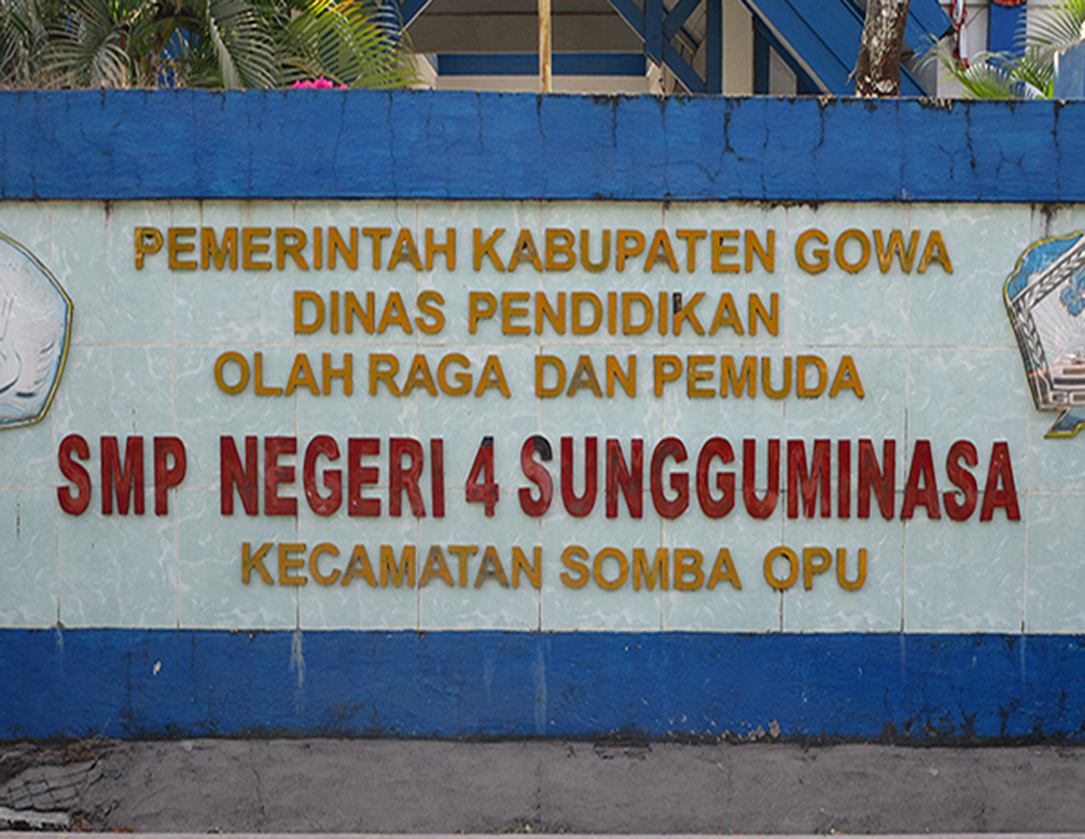 PEMERINTAH KABUPATEN GOWA
DINAS PENDIDIKAN
OLAH RAGA DAN PEMUDA
SMP NEGERI 4 SUNGGUMINASA
KECAMATAN SOMBA OPU